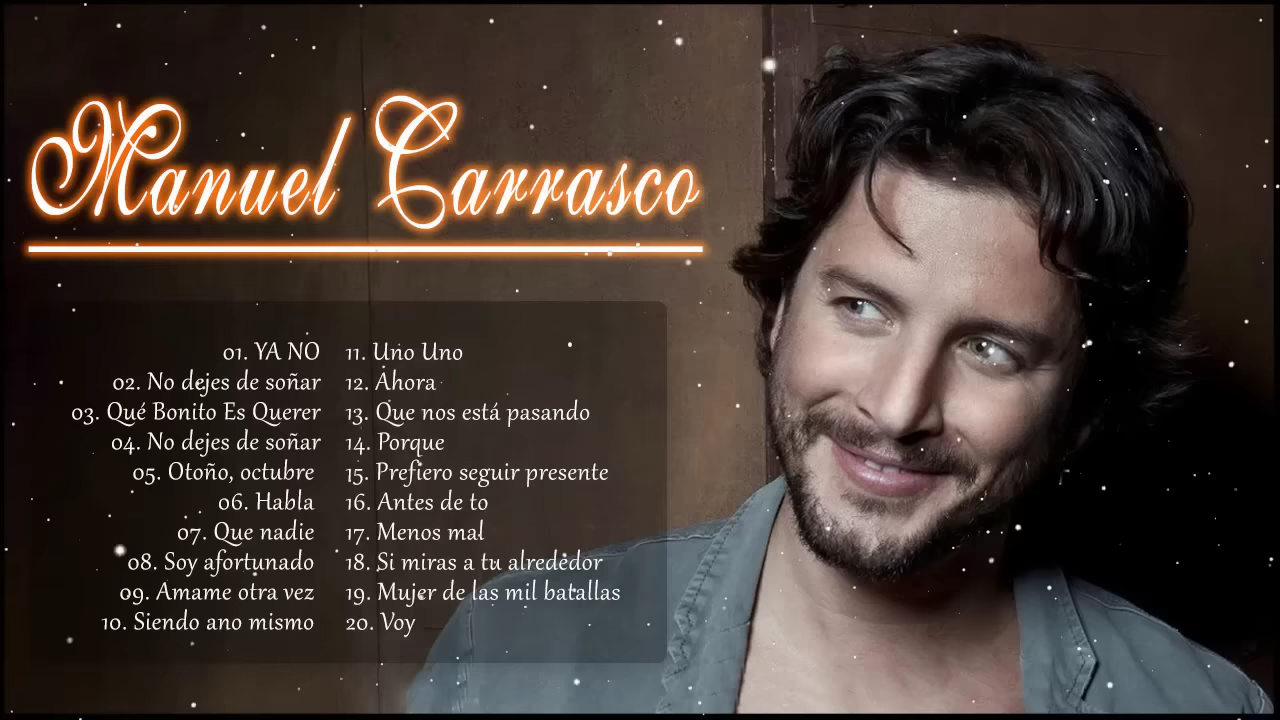 Manuel Carrasco
01. YA NO
02. No dejes de soñar
03. Qué Bonito Es Querer
04. No dejes de soñar
05. Otoño, octubre
06. Habla
07. Que nadie
08. Soy afortunado
09. Amame otra vez
10. Siendo ano mismo
11. Uno Uno
12. Ahora
13. Que nos está pasando
14. Porque
15. Prefiero seguir presente
16. Antes de to
17. Menos mal
18. Si miras a tu alrededor
19. Mujer de las mil batallas
20. Voy